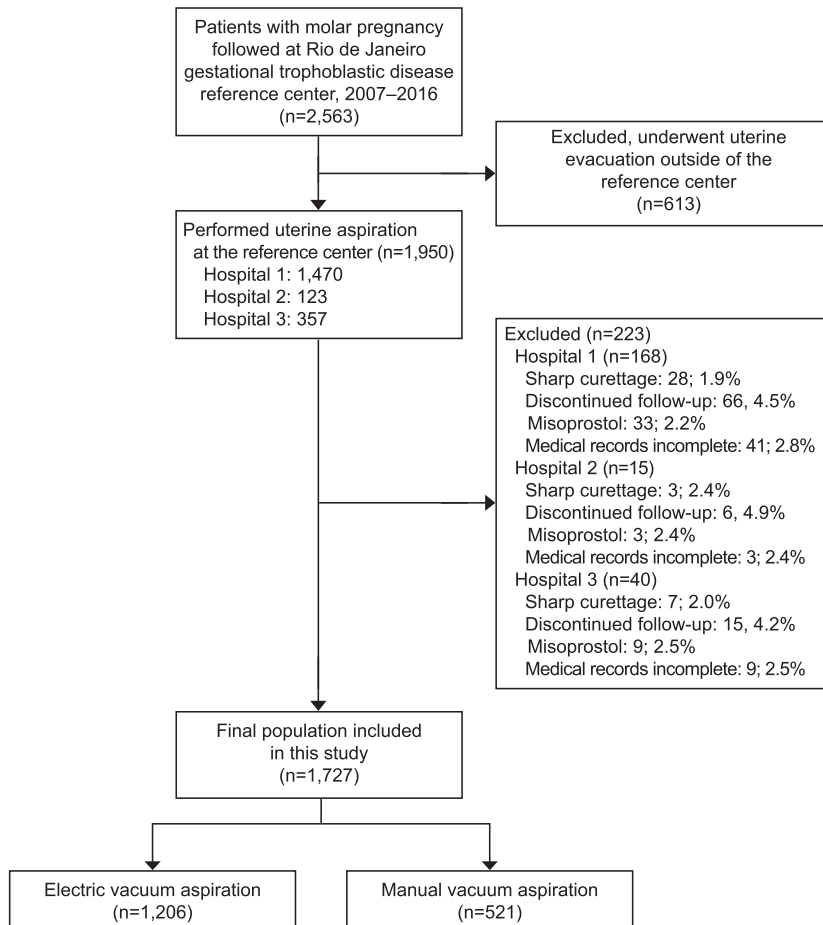 Patients with molar pregnancy
followed at Rio de Janeiro
gestational trophoblastic disease
reference center, 2007–2016
(n=2,563)
Excluded, underwent uterine
evacuation outside of the
reference center
(n=613)
Performed uterine aspiration
at the reference center (n=1,950)
Hospital 1: 1,470
Hospital 2: 123
Hospital 3: 357
Excluded (n=223)
Hospital 1 (n=168)
Sharp curettage: 28; 1.9%
Discontinued follow-up: 66, 4.5%
Misoprostol: 33; 2.2%
Medical records incomplete: 41; 2.8%
Hospital 2 (n=15)
Sharp curettage: 3; 2.4%
Discontinued follow-up: 6, 4.9%
Misoprostol: 3; 2.4%
Medical records incomplete: 3; 2.4%
Hospital 3 (n=40)
Sharp curettage: 7; 2.0%
Discontinued follow-up: 15, 4.2%
Misoprostol: 9; 2.5%
Medical records incomplete: 9; 2.5%
Final population included
in this study
(n=1,727)
Electric vacuum aspiration
(n=1,206)
Manual vacuum aspiration
(n=521)